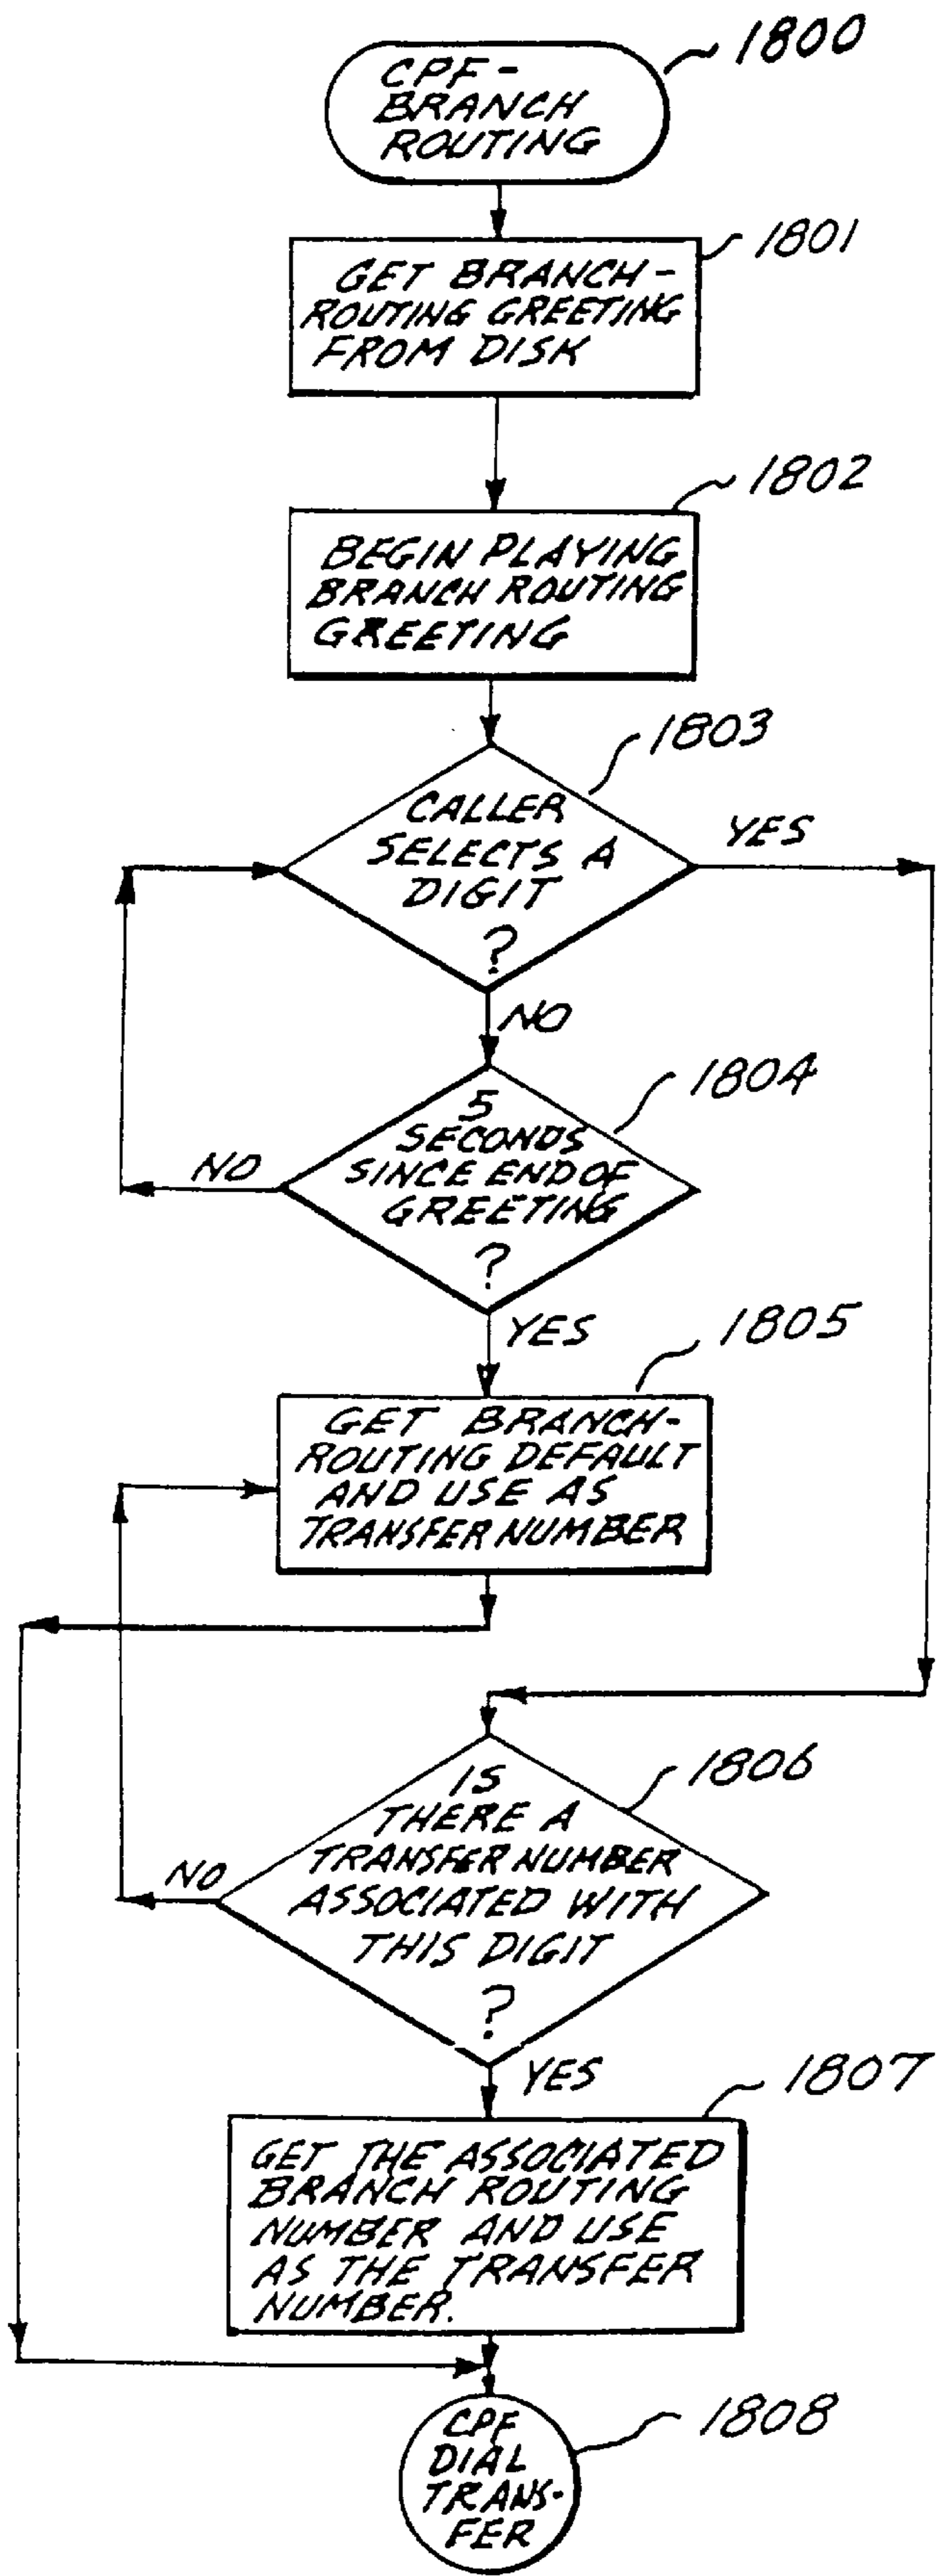 1800
CPF-
BRANCH
ROUTING
1801
GET BRANCH-
ROUTING GREETING
FROM DISK
1802
BEGIN PLAYING
BRANCH ROUTING
GREETING
1803
CALLER
SELECTS A
DIGIT
?
YES
NO
1804
5
SECONDS
SINCE END OF
GREETING
?
NO
YES
1805
GET BRANCH-
ROUTING DEFAULT
AND USE AS
TRANSFER NUMBER
1806
IS
THERE A
TRANSFER NUMBER
ASSOCIATED WITH
THIS DIGIT
?
NO
YES
1807
GET THE ASSOCIATED
BRANCH ROUTING
NUMBER AND USE
AS THE TRANSFER
NUMBER.
1808
CPF
DIAL
TRANS-
FER